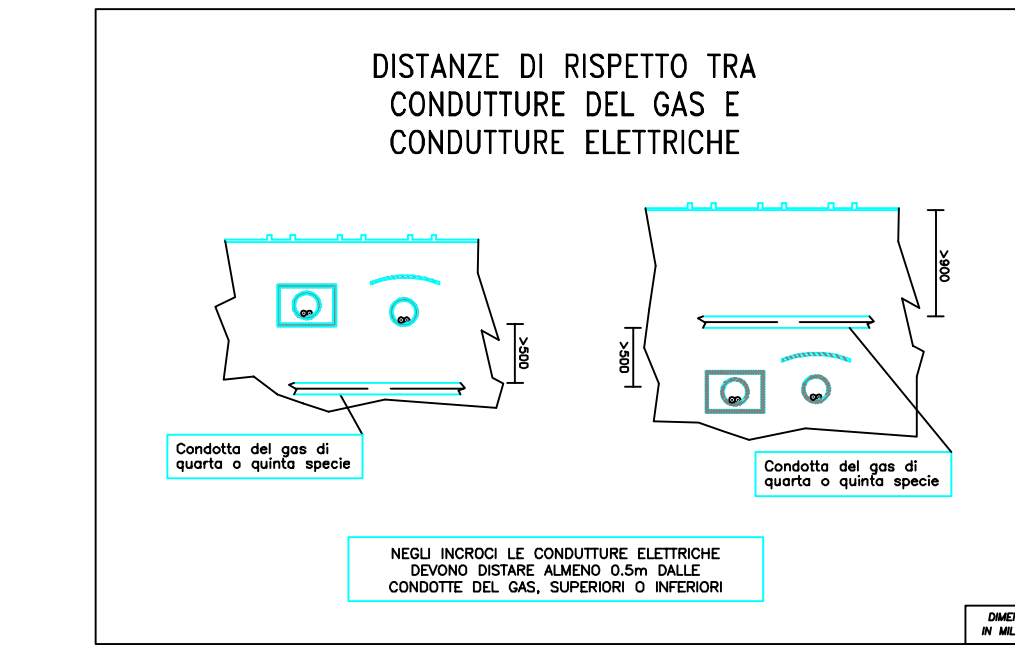 DISTANZE DI RISPETTO TRA
CONDUTTURE DEL GAS E
CONDUTTURE ELETTRICHE
>900
>500
>500
Condotta del gas di
quarta o quinta specie
Condotta del gas di
quarta o quinta specie
NEGLI INCROCI LE CONDUTTURE ELETTRICHE
DEVONO DISTARE ALMENO 0.5m DALLE
CONDOTTE DEL GAS, SUPERIORI O INFERIORI
IN